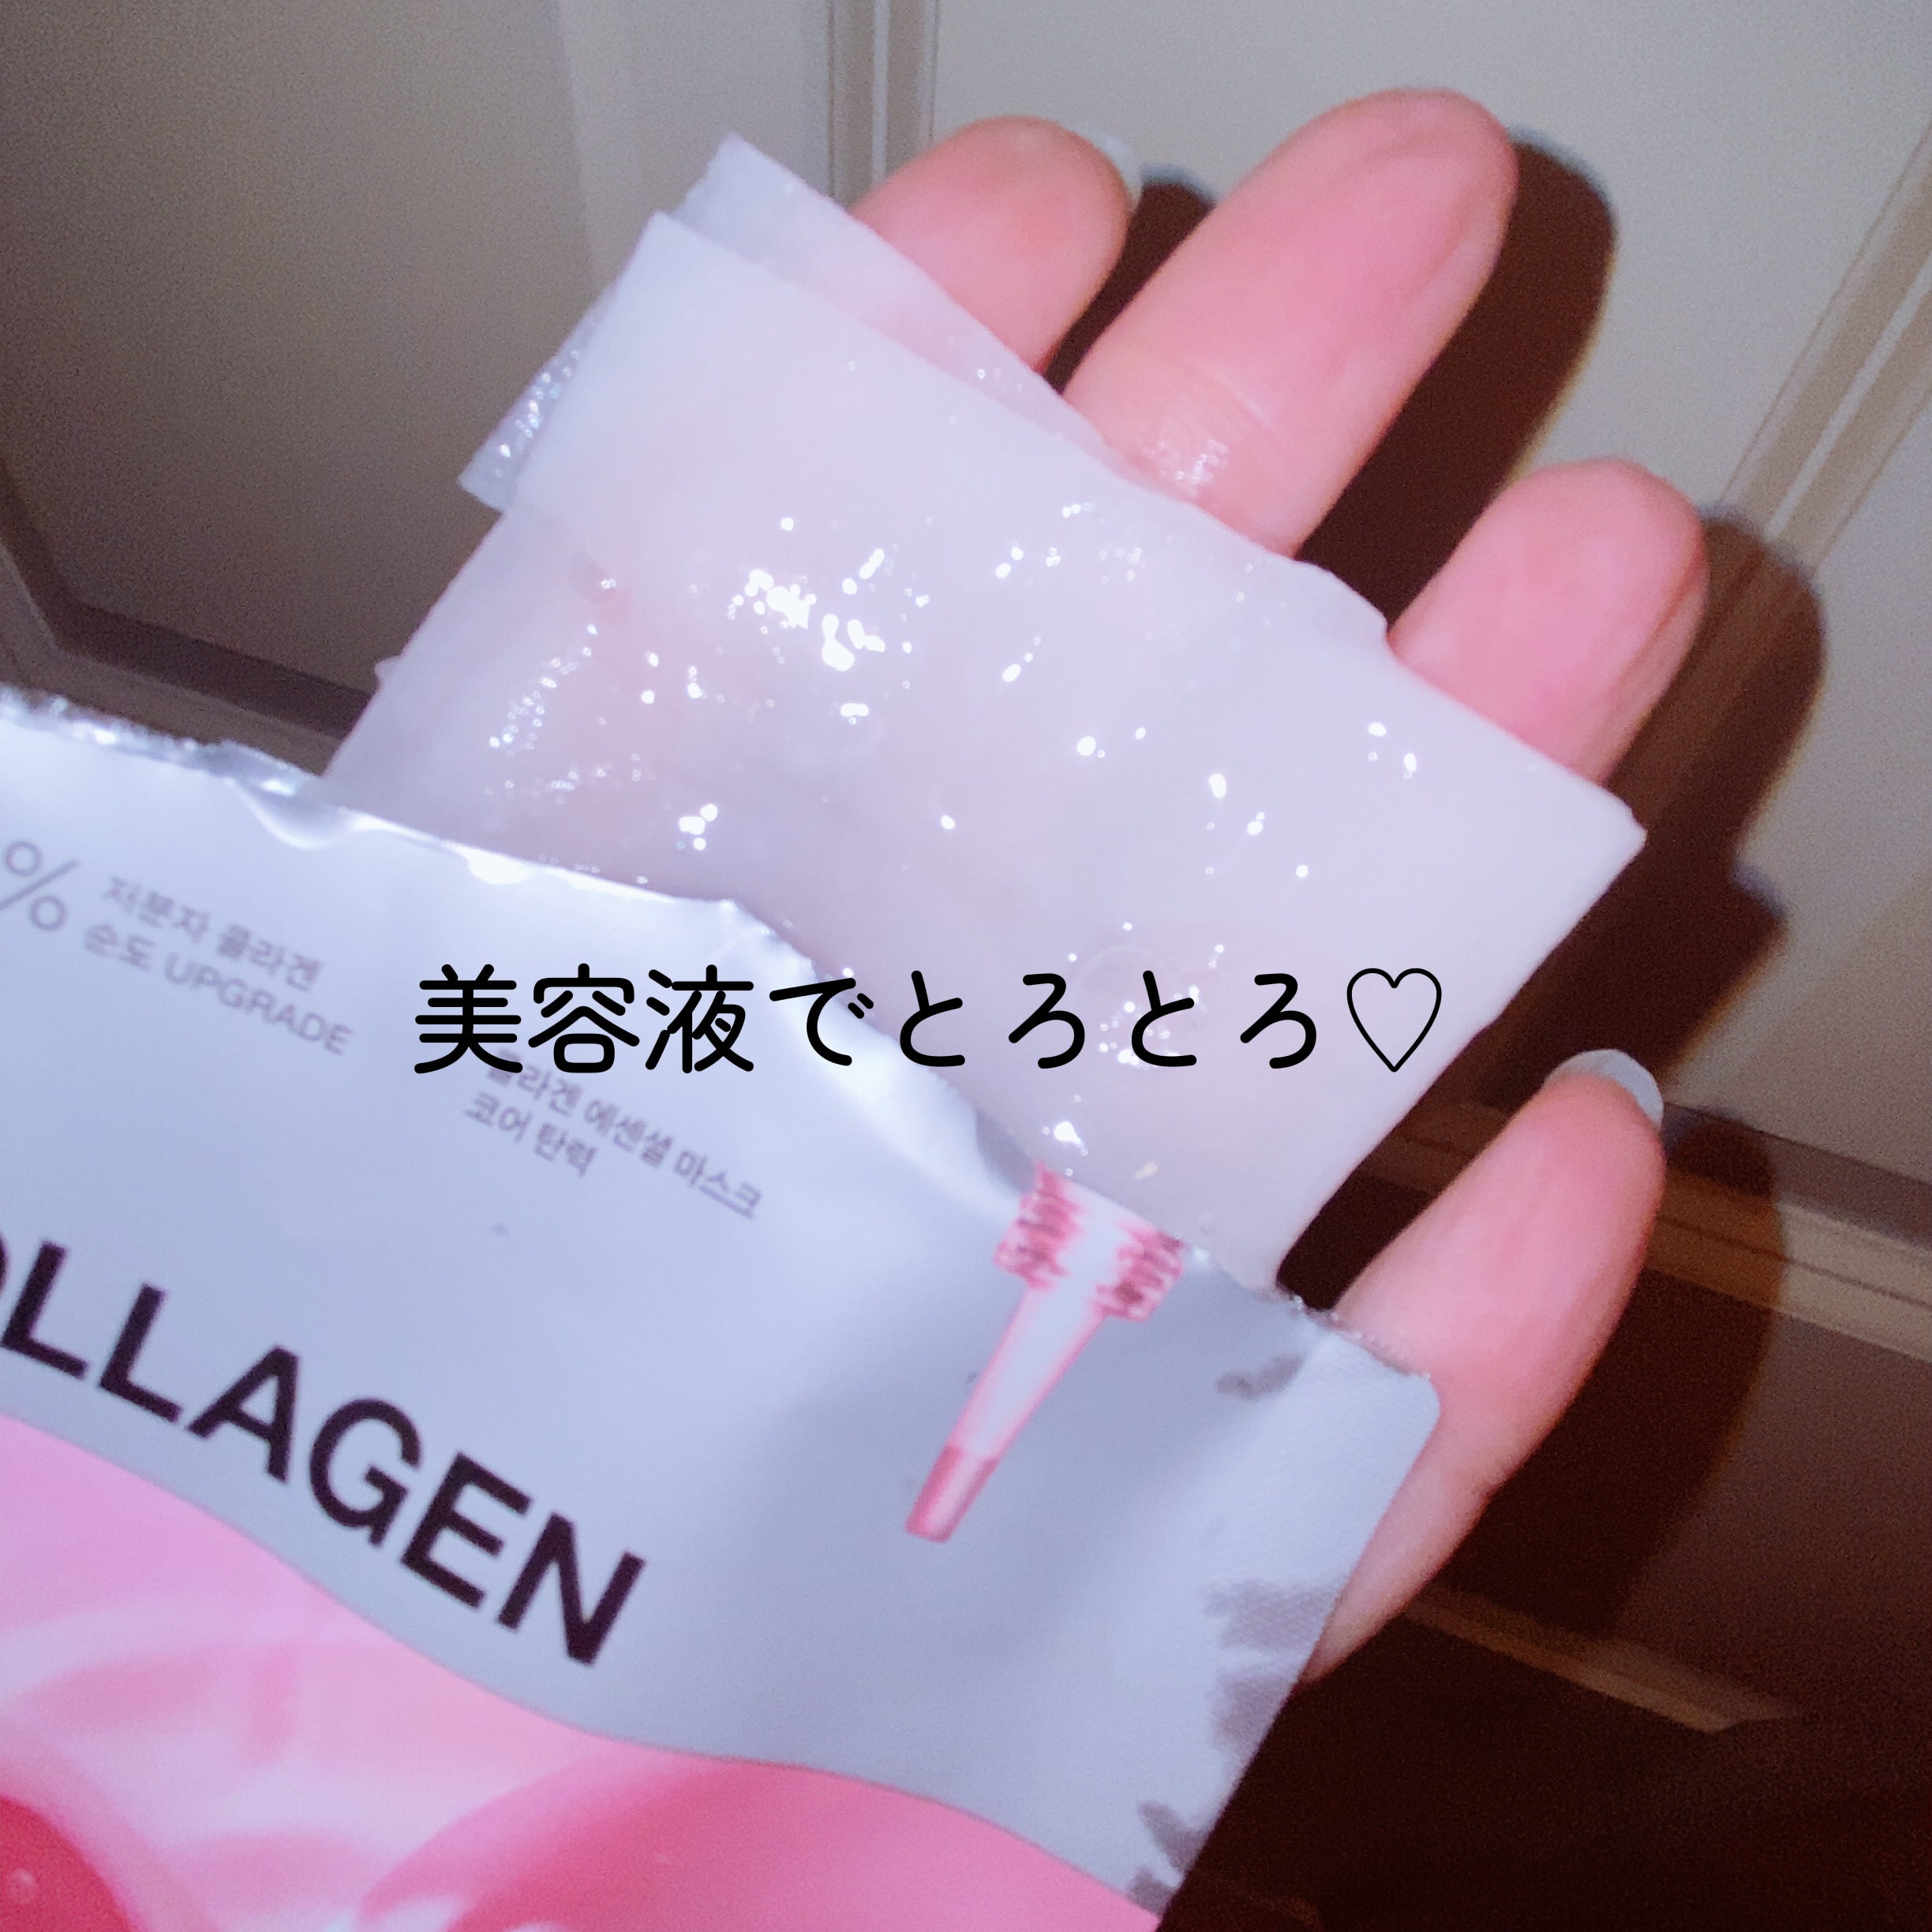 %
저분자 콜라겐
순도 UPGRADE
美容液でとろとろ♡
콜라겐 에센셜 마스크
코어 탄력
OLLAGEN